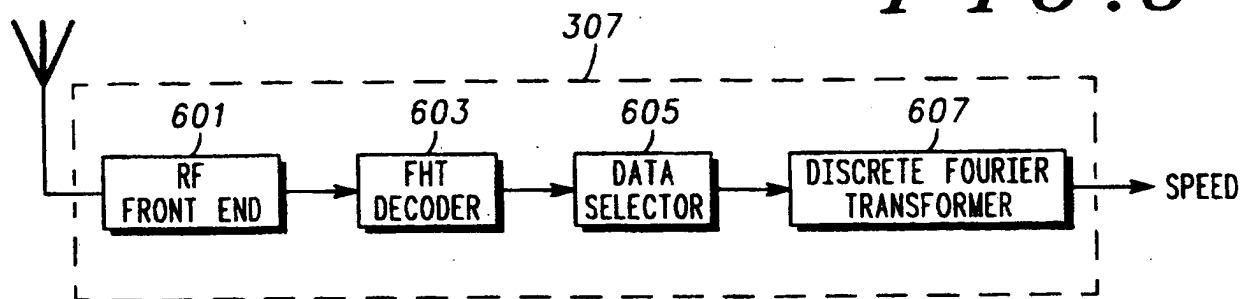 307
601
603
605
607
RF
FRONT END
FHT
DECODER
DATA
SELECTOR
DISCRETE FOURIER
TRANSFORMER
SPEED